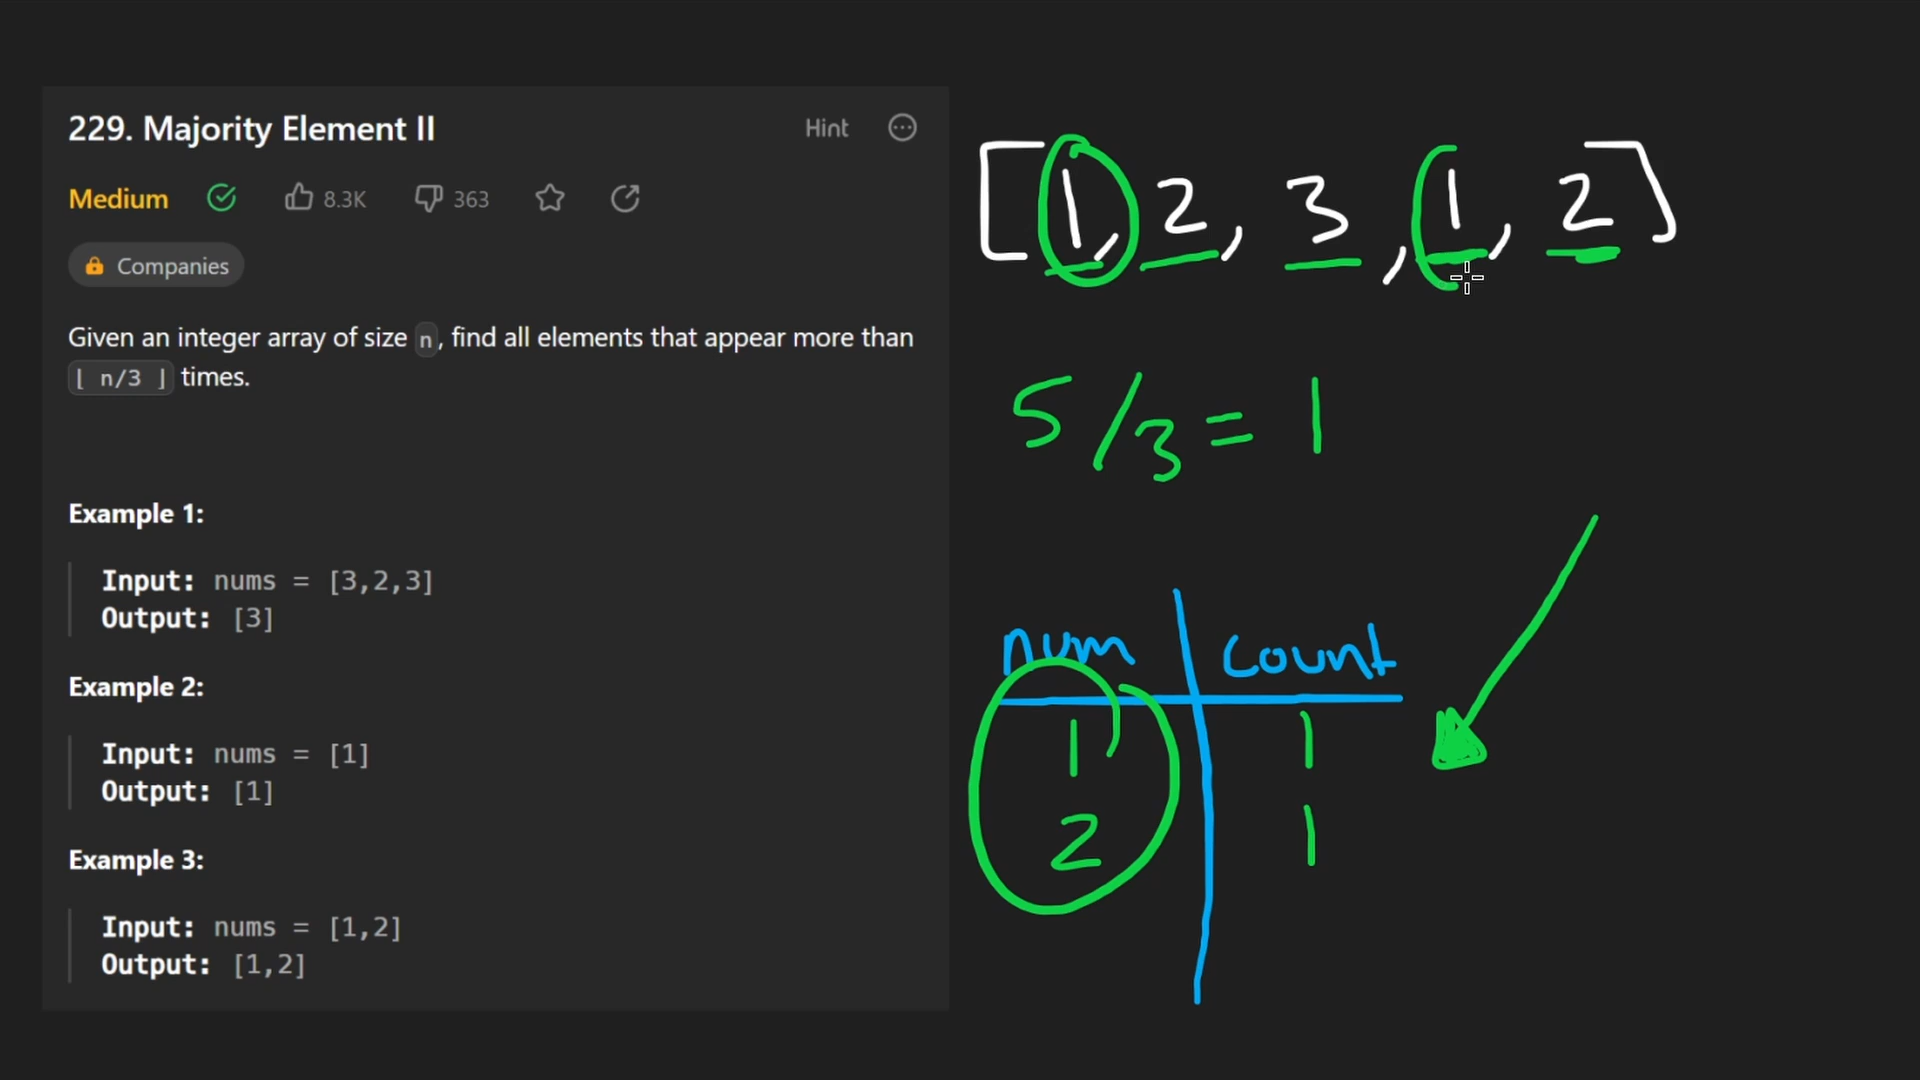 229. Majority Element II
Hint
Medium
8.3K
363
Companies
Given an integer array of size n, find all elements that appear more than
⌊ n/3 ⌋ times.
Example 1:
Input: nums = [3,2,3]
Output: [3]
Example 2:
Input: nums = [1]
Output: [1]
Example 3:
Input: nums = [1,2]
Output: [1,2]
[1,2,3,1,2]
5/3=1
num count
1 1
2 1